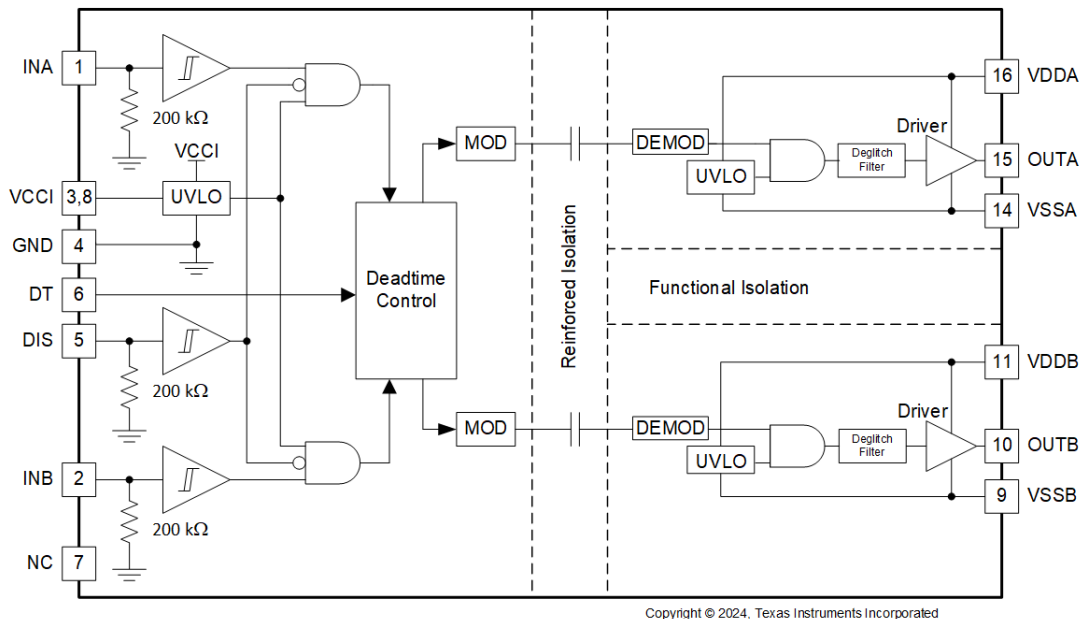 INA
1
200 kΩ
VCCI
VCCI
3,8
UVLO
GND
4
DT
6
DIS
5
200 kΩ
INB
2
200 kΩ
NC
7
Deadtime
Control
MOD
MOD
Reinforced Isolation
Functional Isolation
DEMOD
UVLO
Deglitch
Filter
Driver
16
VDDA
15
OUTA
14
VSSA
DEMOD
UVLO
Deglitch
Filter
Driver
11
VDDB
10
OUTB
9
VSSB
Copyright © 2024, Texas Instruments Incorporated